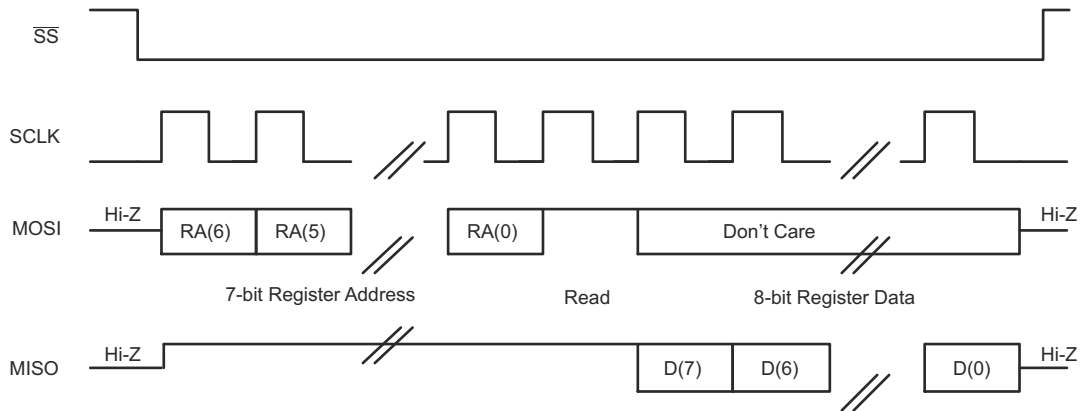 S̅S̅
SCLK
MOSI Hi-Z RA(6) RA(5) RA(0) Don't Care Hi-Z
7-bit Register Address Read 8-bit Register Data
MISO Hi-Z D(7) D(6) D(0) Hi-Z